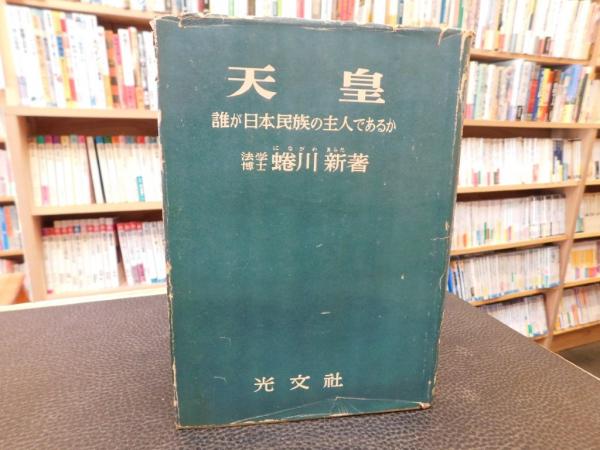 天皇
誰が日本民族の主人であるか
にながわ あらた
法学博士 蜷川 新著
光文社